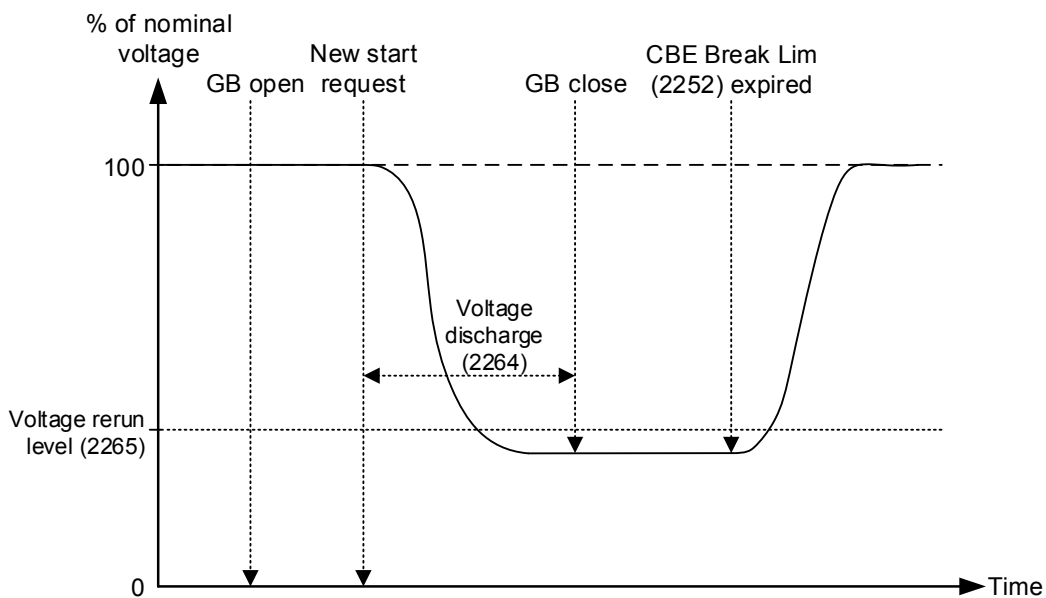 % of nominal
voltage
GB open
New start
request
GB close
CBE Break Lim
(2252) expired
100
Voltage
discharge
(2264)
Voltage rerun
level (2265)
0
Time